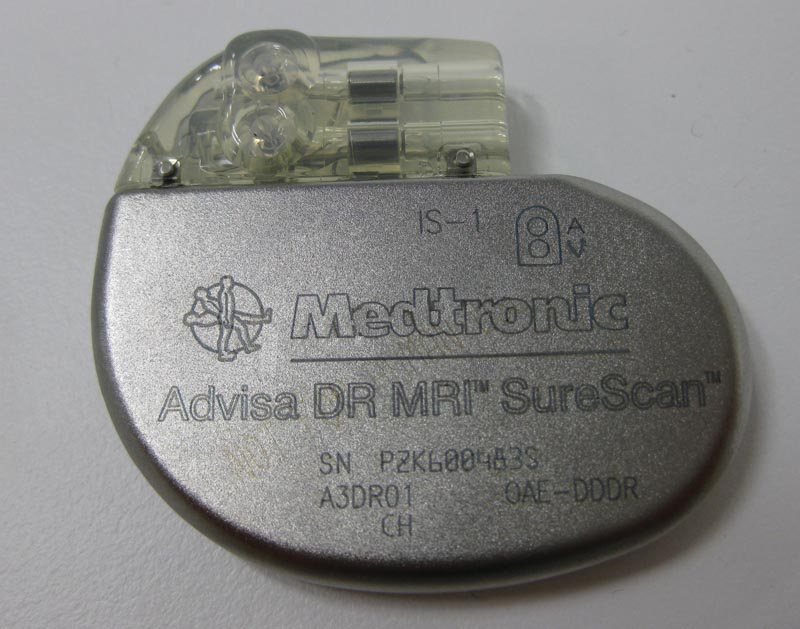 IS-1 A
V
Medtronic
Advisa DR MRI™ SureScan™
SN PZK600483S
A3DR01 OAE-DDDR
CH